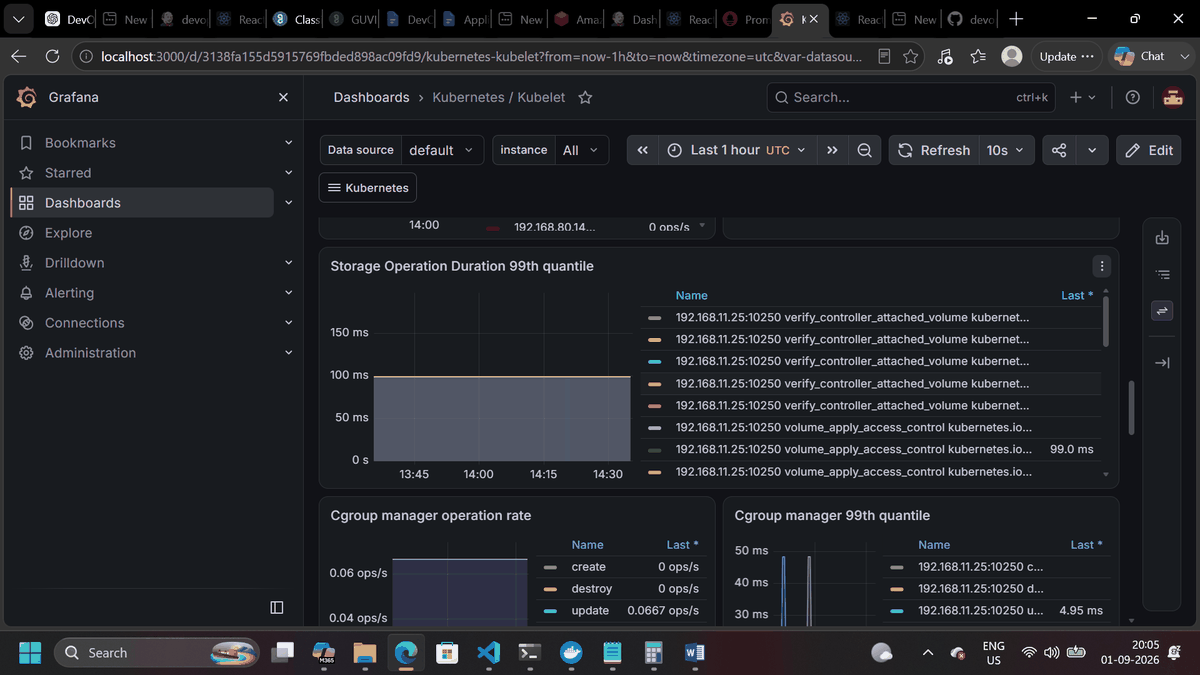 DevO
New
devo
Reac
Class
GUVI
DevO
Appli
New
Ama
Dash
Reac
Pron
K
Reac
New
devo
localhost:3000/d/3138fa155d5915769fbded898ac09fd9/kubernetes-kubelet?from=now-1h&to=now&timezone=utc&var-datasou...
Update
Chat
Grafana
Dashboards › Kubernetes / Kubelet
Search...
ctrl+k
Bookmarks
Starred
Dashboards
Explore
Drilldown
Alerting
Connections
Administration
Data source default
instance All
Last 1 hour UTC
Refresh 10s
Edit
Kubernetes
14:00
192.168.80.14... 0 ops/s
Storage Operation Duration 99th quantile
150 ms
100 ms
50 ms
0 s
13:45 14:00 14:15 14:30
Name Last *
192.168.11.25:10250 verify_controller_attached_volume kubernet...
192.168.11.25:10250 verify_controller_attached_volume kubernet...
192.168.11.25:10250 verify_controller_attached_volume kubernet...
192.168.11.25:10250 verify_controller_attached_volume kubernet...
192.168.11.25:10250 verify_controller_attached_volume kubernet...
192.168.11.25:10250 volume_apply_access_control kubernetes.io...
192.168.11.25:10250 volume_apply_access_control kubernetes.io... 99.0 ms
192.168.11.25:10250 volume_apply_access_control kubernetes.io...
Cgroup manager operation rate
0.06 ops/s
0.04 ops/s
Name Last *
create 0 ops/s
destroy 0 ops/s
update 0.0667 ops/s
Cgroup manager 99th quantile
50 ms
40 ms
30 ms
Name Last *
192.168.11.25:10250 c...
192.168.11.25:10250 d...
192.168.11.25:10250 u... 4.95 ms
Search
M365
ENG
US
20:05
01-09-2026